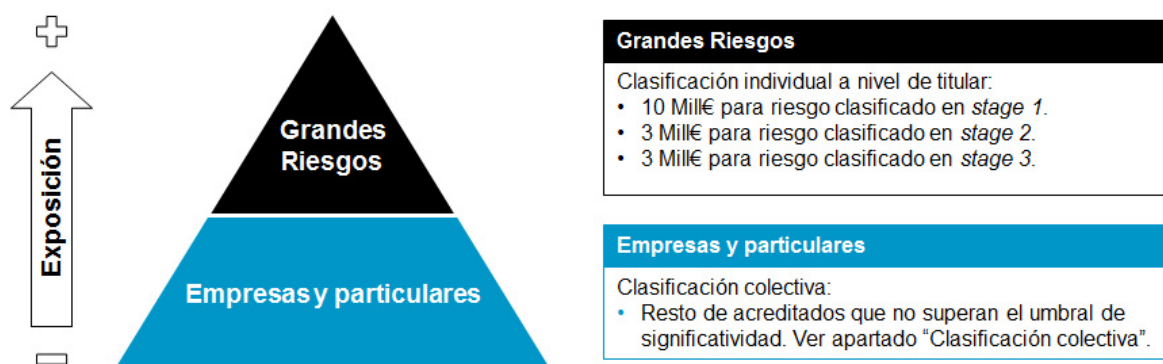 Exposición
Grandes
Riesgos
Empresas y particulares
Grandes Riesgos
Clasificación individual a nivel de titular:
• 10 Mill€ para riesgo clasificado en stage 1.
• 3 Mill€ para riesgo clasificado en stage 2.
• 3 Mill€ para riesgo clasificado en stage 3.
Empresas y particulares
Clasificación colectiva:
• Resto de acreditados que no superan el umbral de
significatividad. Ver apartado “Clasificación colectiva”.